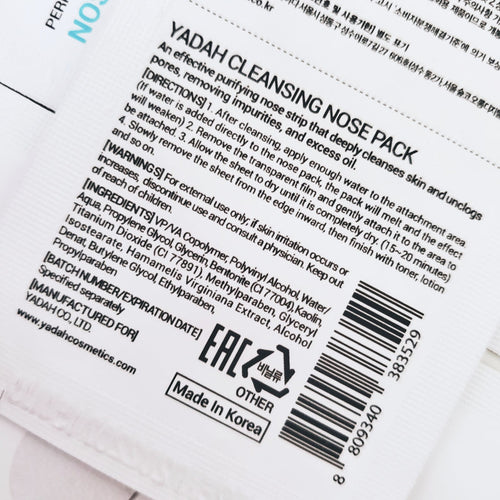 PER
NOS
co.kr
YADAH CLEANSING NOSE PACK
An effective purifying nose strip that deeply cleanses skin and unclogs
pores, removing impurities, and excess oil.
[DIRECTIONS] 1. After cleansing, apply enough water to the attachment area
(If water is added directly to the nose pack, the pack will melt and the effect
will weaken) 2. Remove the transparent film and gently attach it to the area to
be attached. 3. Allow the sheet to dry until it is completely dry. (15~20 minutes)
4. Slowly remove the sheet from the edge inward, then finish with toner, lotion
and so on.
[WARNINGS] For external use only; if skin irritation occurs or
increases, discontinue use and consult a physician. Keep out
of reach of children.
[INGREDIENTS] VP/VA Copolymer, Polyvinyl Alcohol, Water/
Aqua, Propylene Glycol, Glycerin, Bentonite (CI 77004), Kaolin
Titanium Dioxide (CI 77891), Methylparaben, Glyceryl
Isostearate, Hamamelis Virginiana Extract, Alcohol
Denat, Butylene Glycol, Ethylparaben,
Propylparaben
[BATCH NUMBER/EXPIRATION DATE]
Specified separately
[MANUFACTURED FOR]
YADAH CO., LTD.
www.yadahcosmetics.com
EAC
비닐류
OTHER
Made In Korea
8 809340 383529